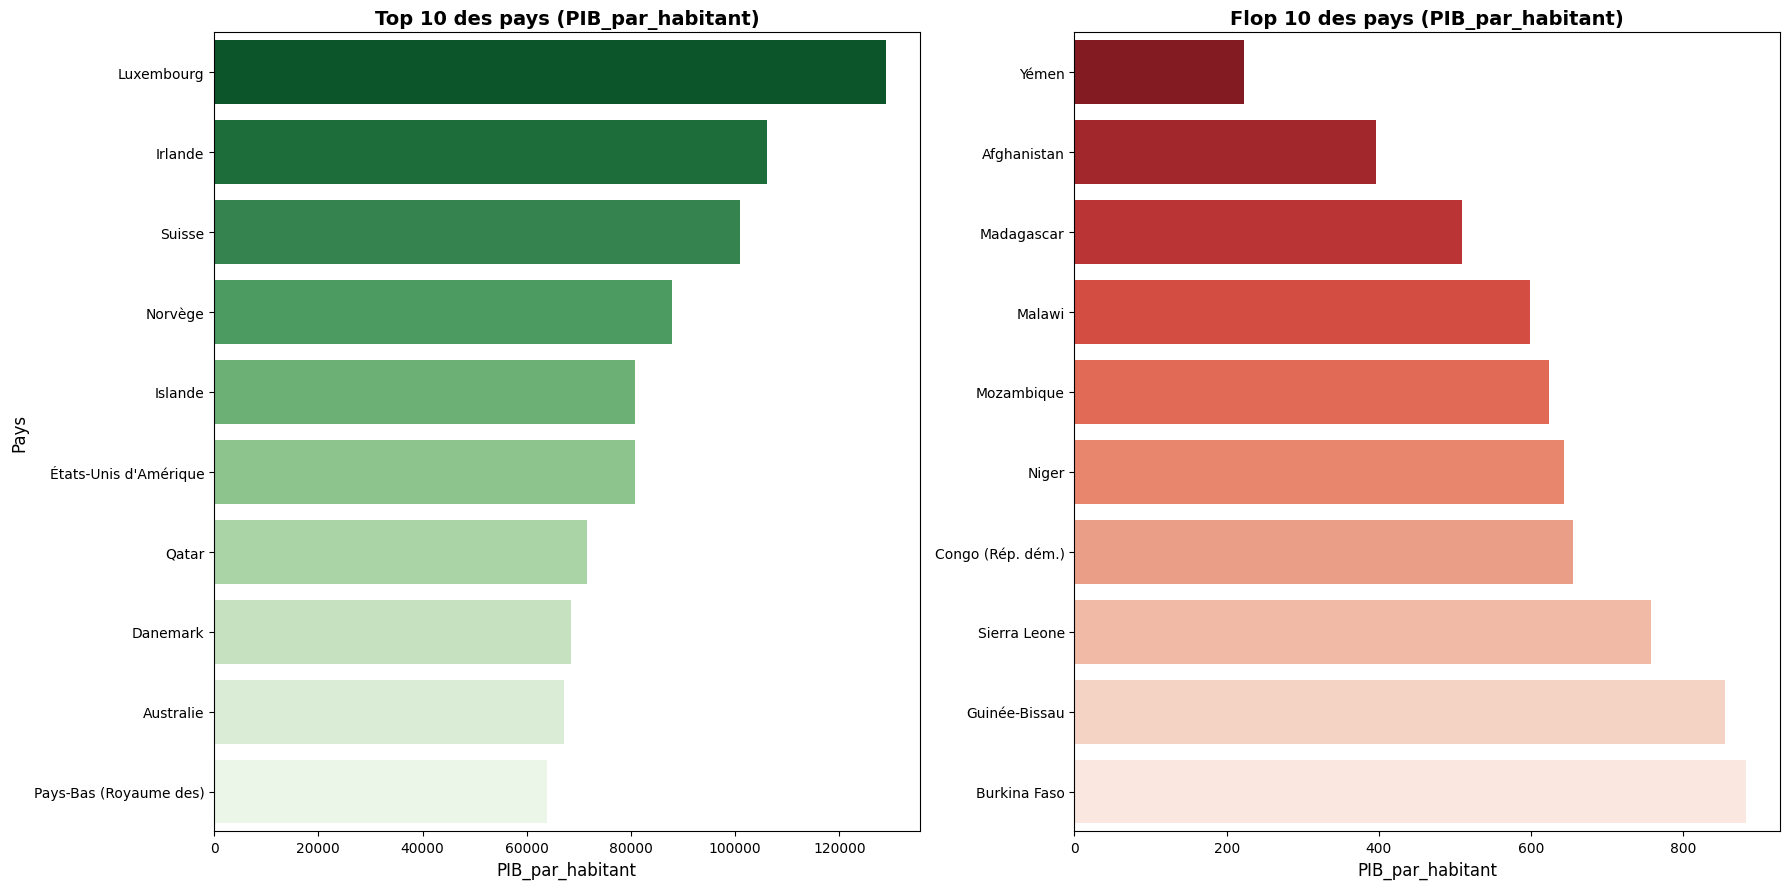 Top 10 des pays (PIB_par_habitant)
Pays
Luxembourg
Irlande
Suisse
Norvège
Islande
États-Unis d'Amérique
Qatar
Danemark
Australie
Pays-Bas (Royaume des)
0 20000 40000 60000 80000 100000 120000
PIB_par_habitant
Flop 10 des pays (PIB_par_habitant)
Yémen
Afghanistan
Madagascar
Malawi
Mozambique
Niger
Congo (Rép. dém.)
Sierra Leone
Guinée-Bissau
Burkina Faso
0 200 400 600 800
PIB_par_habitant